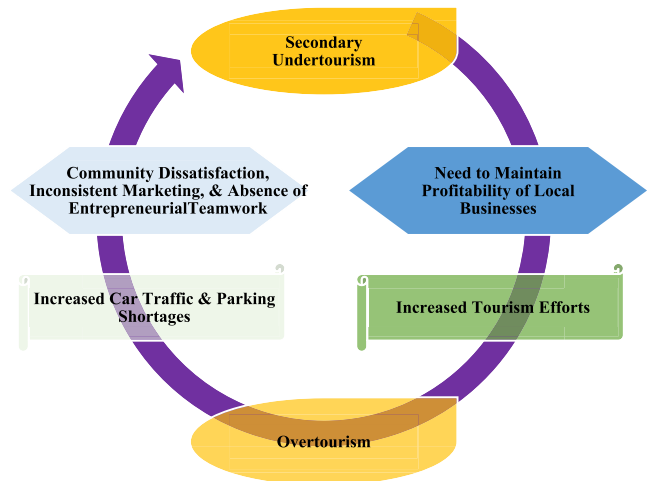 Secondary
Undertourism
Community Dissatisfaction,
Inconsistent Marketing, & Absence of
EntrepreneurialTeamwork
Need to Maintain
Profitability of Local
Businesses
Increased Car Traffic & Parking
Shortages
Increased Tourism Efforts
Overtourism